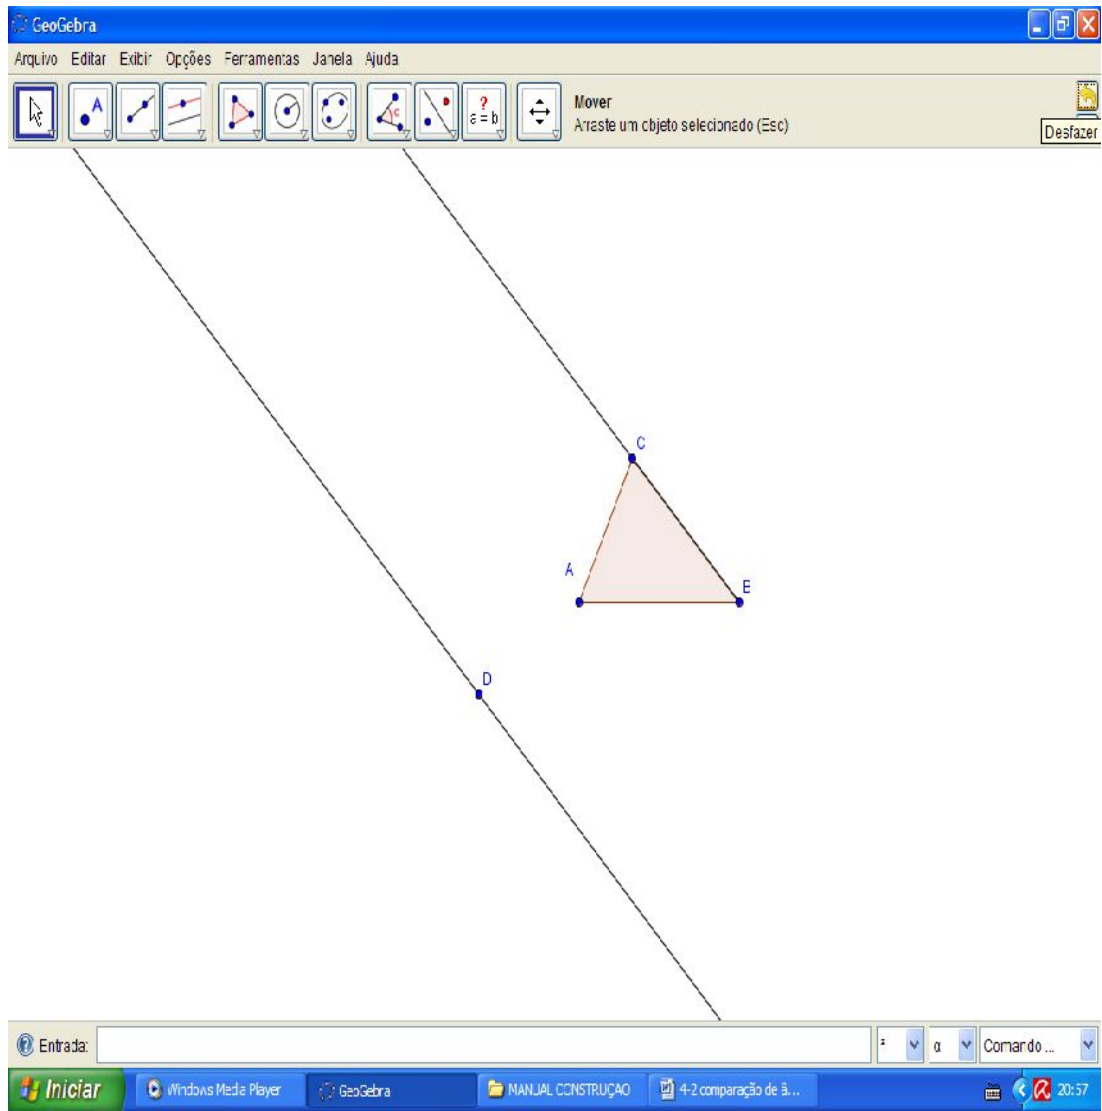 GeoGebra
Arquivo Editar Exibir Opções Ferramentas Janela Ajuda
A
c
?
a = b
Mover
Arraste um objeto selecionado (Esc)
Desfazer
C
A
B
D
Entrada:
²
α
Comando ...
Iniciar
Windows Media Player
GeoGebra
MANUAL CONSTRUÇAO
4-2 comparação de â...
20:57